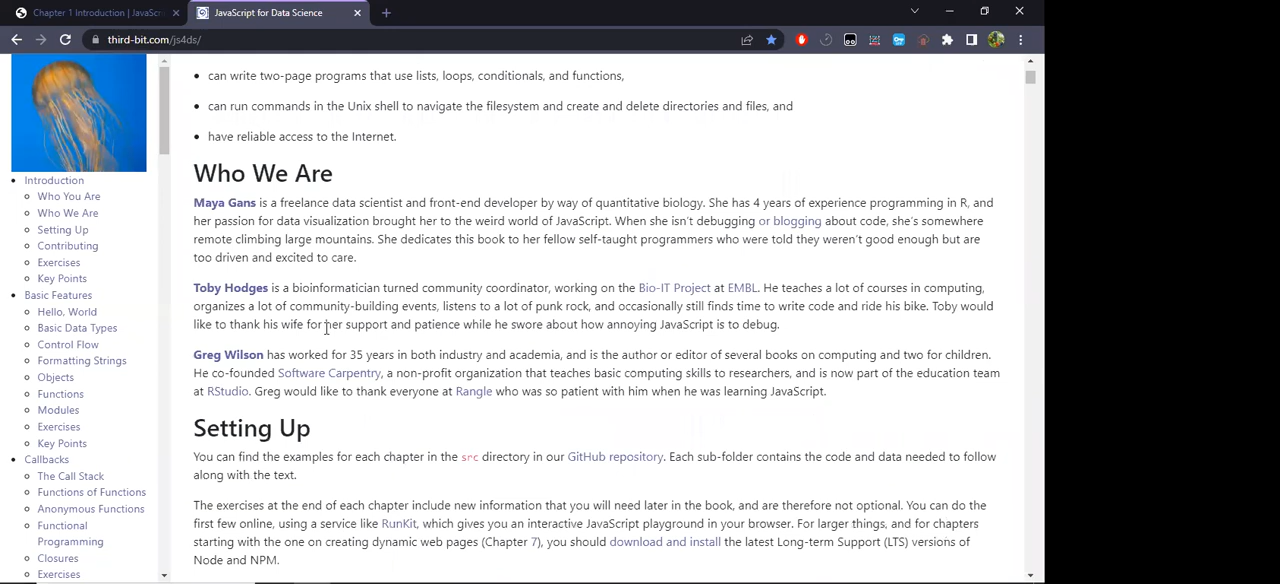 Chapter 1 Introduction | JavaScri
JavaScript for Data Science
third-bit.com/js4ds/
Introduction
Who You Are
Who We Are
Setting Up
Contributing
Exercises
Key Points
Basic Features
Hello, World
Basic Data Types
Control Flow
Formatting Strings
Objects
Functions
Modules
Exercises
Key Points
Callbacks
The Call Stack
Functions of Functions
Anonymous Functions
Functional
Programming
Closures
Exercises
can write two-page programs that use lists, loops, conditionals, and functions,
can run commands in the Unix shell to navigate the filesystem and create and delete directories and files, and
have reliable access to the Internet.
Who We Are
Maya Gans is a freelance data scientist and front-end developer by way of quantitative biology. She has 4 years of experience programming in R, and
her passion for data visualization brought her to the weird world of JavaScript. When she isn't debugging or blogging about code, she's somewhere
remote climbing large mountains. She dedicates this book to her fellow self-taught programmers who were told they weren't good enough but are
too driven and excited to care.
Toby Hodges is a bioinformatician turned community coordinator, working on the Bio-IT Project at EMBL. He teaches a lot of courses in computing,
organizes a lot of community-building events, listens to a lot of punk rock, and occasionally still finds time to write code and ride his bike. Toby would
like to thank his wife for her support and patience while he swore about how annoying JavaScript is to debug.
Greg Wilson has worked for 35 years in both industry and academia, and is the author or editor of several books on computing and two for children.
He co-founded Software Carpentry, a non-profit organization that teaches basic computing skills to researchers, and is now part of the education team
at RStudio. Greg would like to thank everyone at Rangle who was so patient with him when he was learning JavaScript.
Setting Up
You can find the examples for each chapter in the src directory in our GitHub repository. Each sub-folder contains the code and data needed to follow
along with the text.
The exercises at the end of each chapter include new information that you will need later in the book, and are therefore not optional. You can do the
first few online, using a service like RunKit, which gives you an interactive JavaScript playground in your browser. For larger things, and for chapters
starting with the one on creating dynamic web pages (Chapter 7), you should download and install the latest Long-term Support (LTS) versions of
Node and NPM.